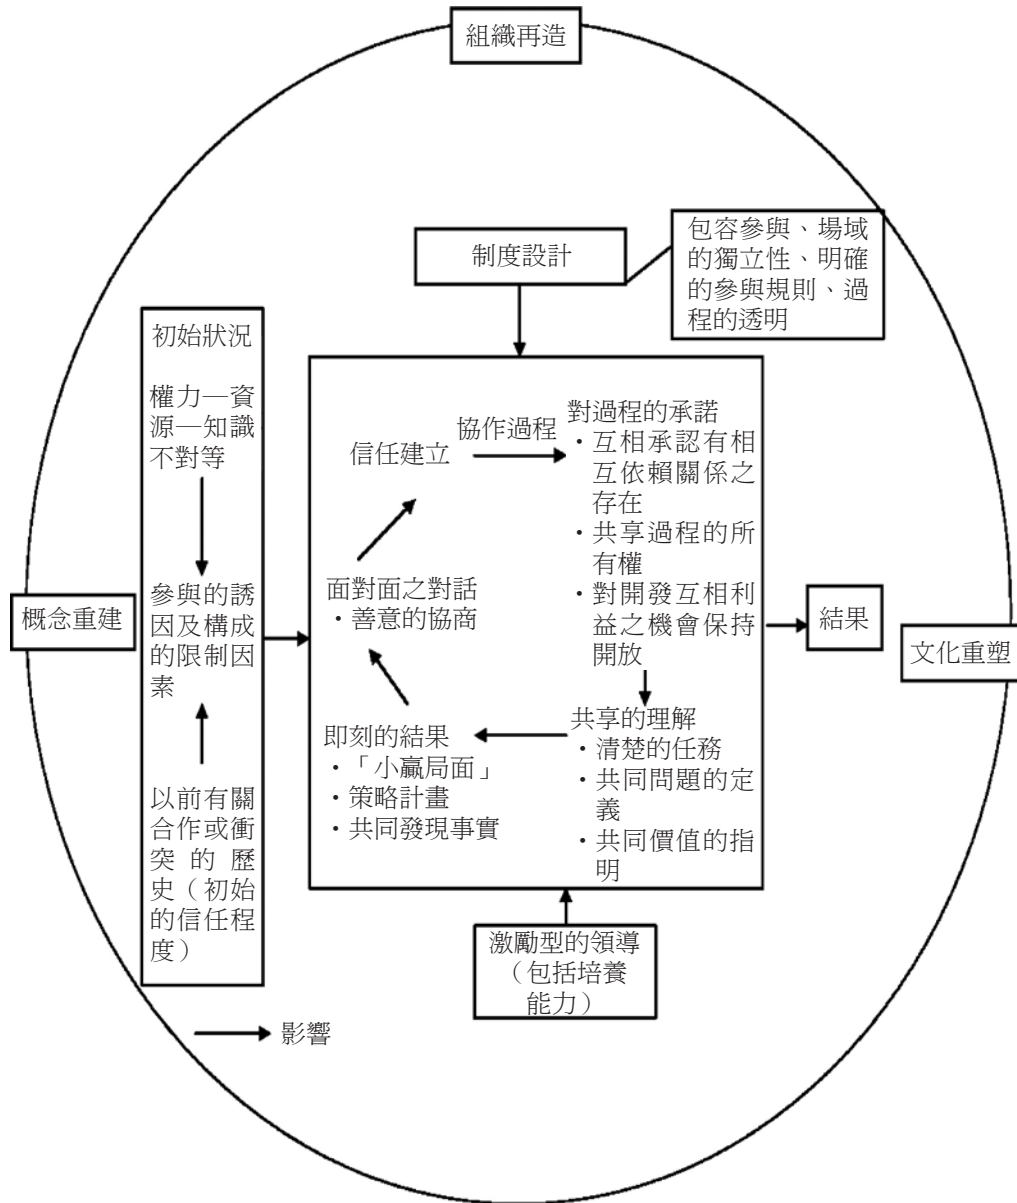 組織再造
制度設計
包容參與、場域
的獨立性、明確
的參與規則、過
程的透明
初始狀況
權力—資
源—知識
不對等
參與的誘
因及構成
的限制因
素
以前有關
合作或衝
突的歷
史（初始
的信任程
度）
概念重建
協作過程
信任建立
對過程的承諾
・互相承認有相
互依賴關係之
存在
・共享過程的所
有權
・對開發互相利
益之機會保持
開放
面對面之對話
・善意的協商
共享的理解
・清楚的任務
・共同問題的定
義
・共同價值的指
明
即刻的結果
・「小贏局面」
・策略計畫
・共同發現事實
結果
文化重塑
激勵型的領導
（包括培養
能力）
影響